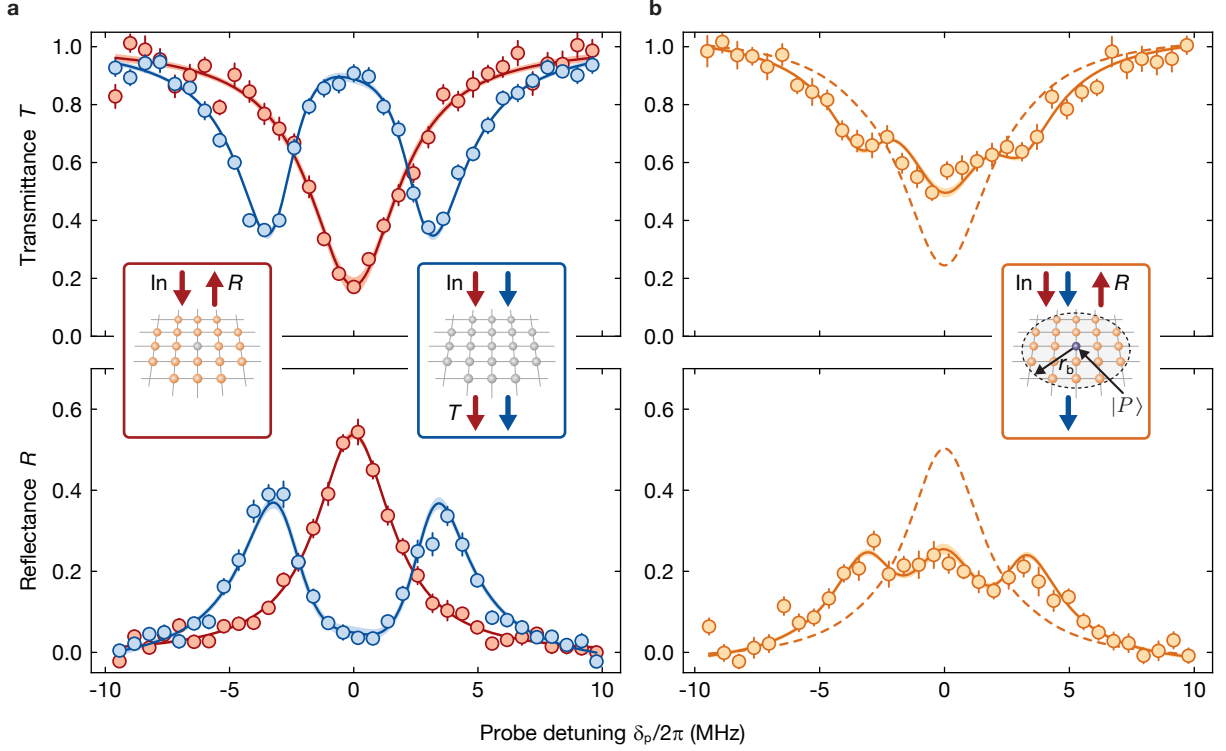 a
b
1.0
0.8
0.6
0.4
0.2
0.0
Transmittance T
In
R
In
T
In
R
r_b
|P⟩
0.6
0.4
0.2
0.0
Reflectance R
-10
-5
0
5
10
-10
-5
0
5
10
Probe detuning δ_p/2π (MHz)